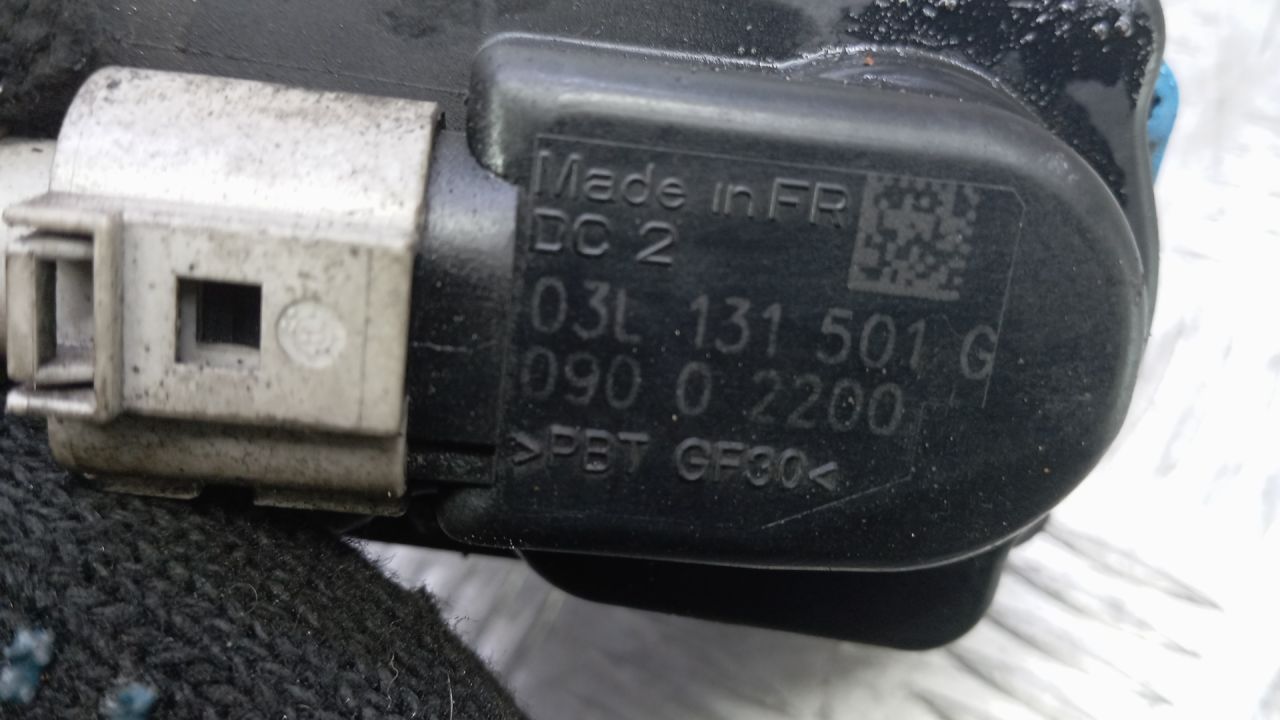 Made in FR
DC 2
03L 131 501 G
090 0 2200
>PBT GF30<